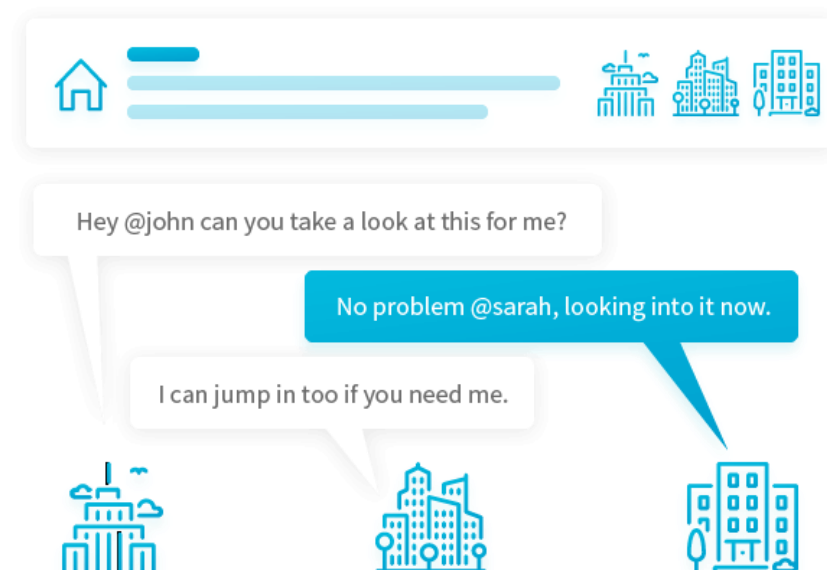 Hey @john can you take a look at this for me?
No problem @sarah, looking into it now.
I can jump in too if you need me.